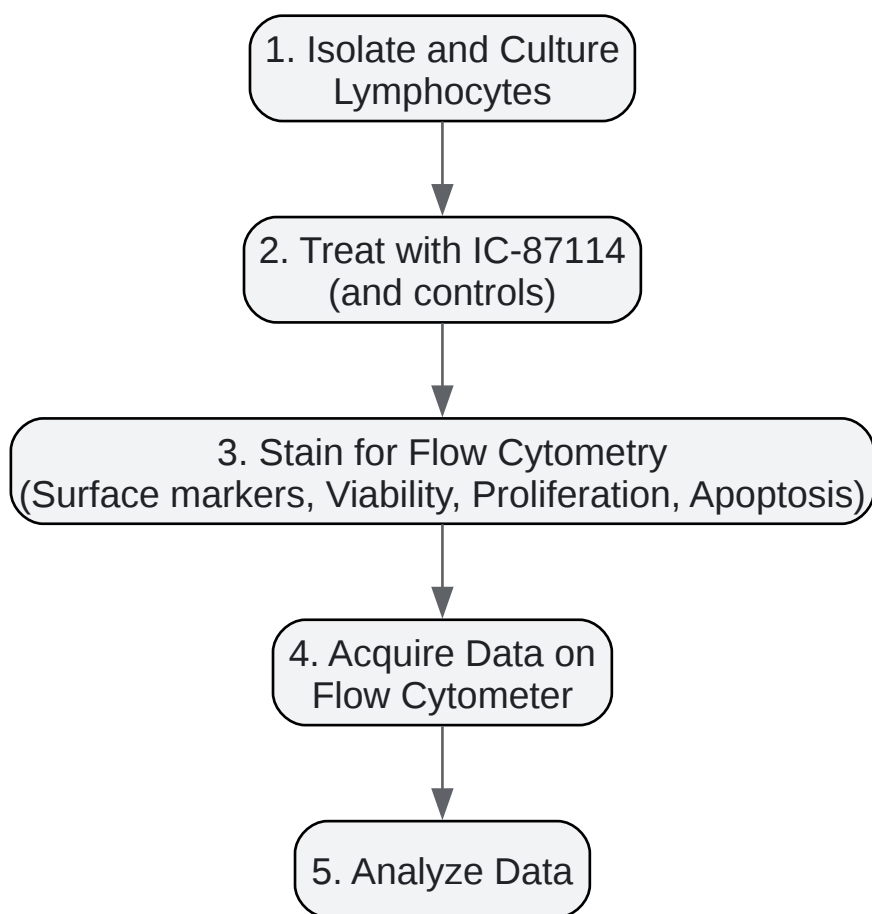 1. Isolate and Culture
Lymphocytes
2. Treat with IC-87114
(and controls)
3. Stain for Flow Cytometry
(Surface markers, Viability, Proliferation, Apoptosis)
4. Acquire Data on
Flow Cytometer
5. Analyze Data